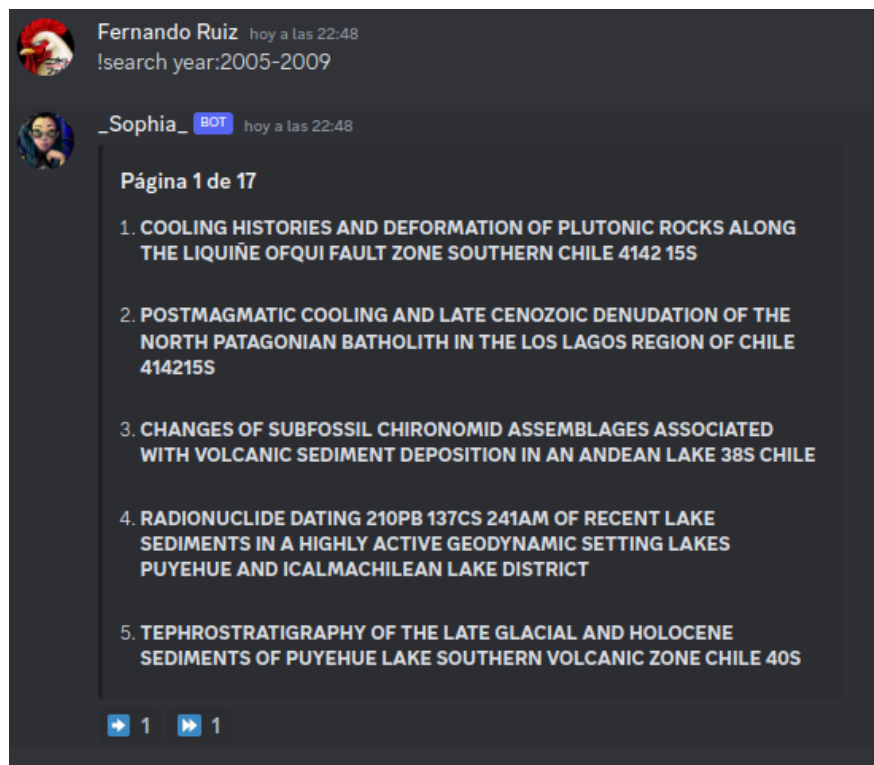 Fernando Ruiz hoy a las 22:48
!search year:2005-2009
_Sophia_ BOT hoy a las 22:48
Página 1 de 17
1. COOLING HISTORIES AND DEFORMATION OF PLUTONIC ROCKS ALONG
THE LIQUIÑE OFQUI FAULT ZONE SOUTHERN CHILE 4142 15S
2. POSTMAGMATIC COOLING AND LATE CENOZOIC DENUDATION OF THE
NORTH PATAGONIAN BATHOLITH IN THE LOS LAGOS REGION OF CHILE
414215S
3. CHANGES OF SUBFOSSIL CHIRONOMID ASSEMBLAGES ASSOCIATED
WITH VOLCANIC SEDIMENT DEPOSITION IN AN ANDEAN LAKE 38S CHILE
4. RADIONUCLIDE DATING 210PB 137CS 241AM OF RECENT LAKE
SEDIMENTS IN A HIGHLY ACTIVE GEODYNAMIC SETTING LAKES
PUYEHUE AND ICALMACHILEAN LAKE DISTRICT
5. TEPHROSTRATIGRAPHY OF THE LATE GLACIAL AND HOLOCENE
SEDIMENTS OF PUYEHUE LAKE SOUTHERN VOLCANIC ZONE CHILE 40S
1 1